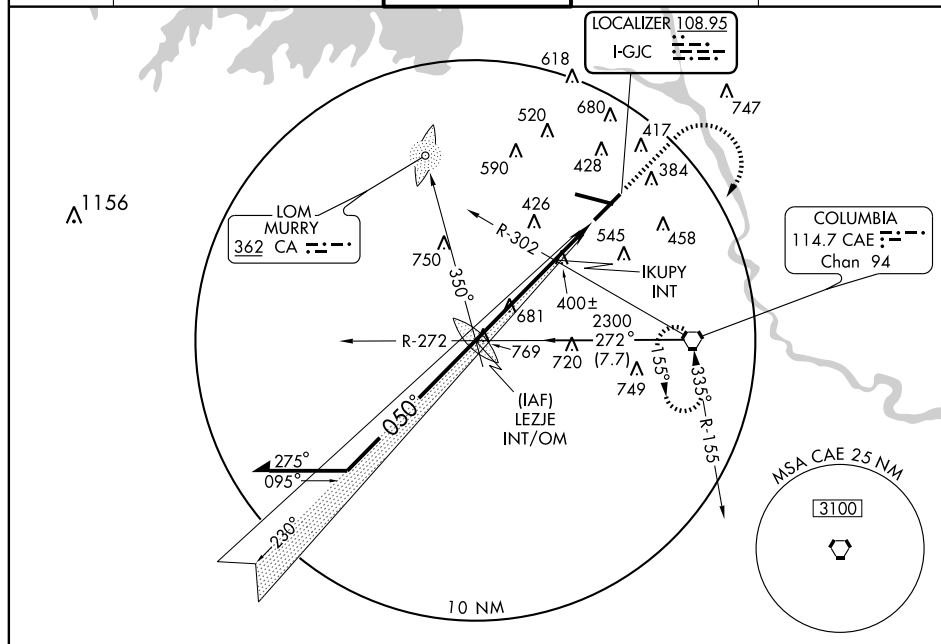 LOCALIZER 108.95
I-GJC
618
747
680
520
417
590
428
384
1156
LOM
MURRY
362 CA
426
R-302
COLUMBIA
114.7 CAE
Chan 94
458
545
750
350°
IKUPY
INT
400±
681
2300
R-272
769
272°
720
(7.7)
749
155°
335°
R-155
(IAF)
LEZJE
INT/OM
050°
275°
095°
230°
MSA CAE 25 NM
3100
10 NM